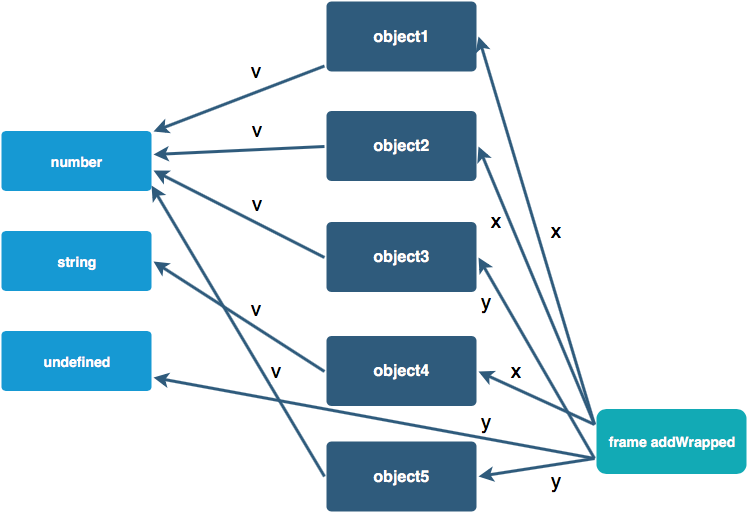 object1
v
object2
v
number
x
x
v
object3
string
y
v
undefined
v
object4
x
y
frame addWrapped
object5
y